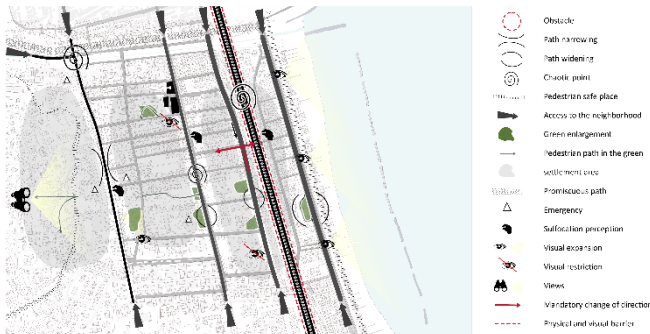 Obstacle
Path narrowing
Path widening
Chaotic point
Pedestrian safe place
Access to the neighborhood
Green enlargement
Pedestrian path in the green
settlement area
Promiscuous path
Emergency
Suffocation perception
Visual expansion
Visual restriction
Views
Mandatory change of direction
Physical and visual barrier